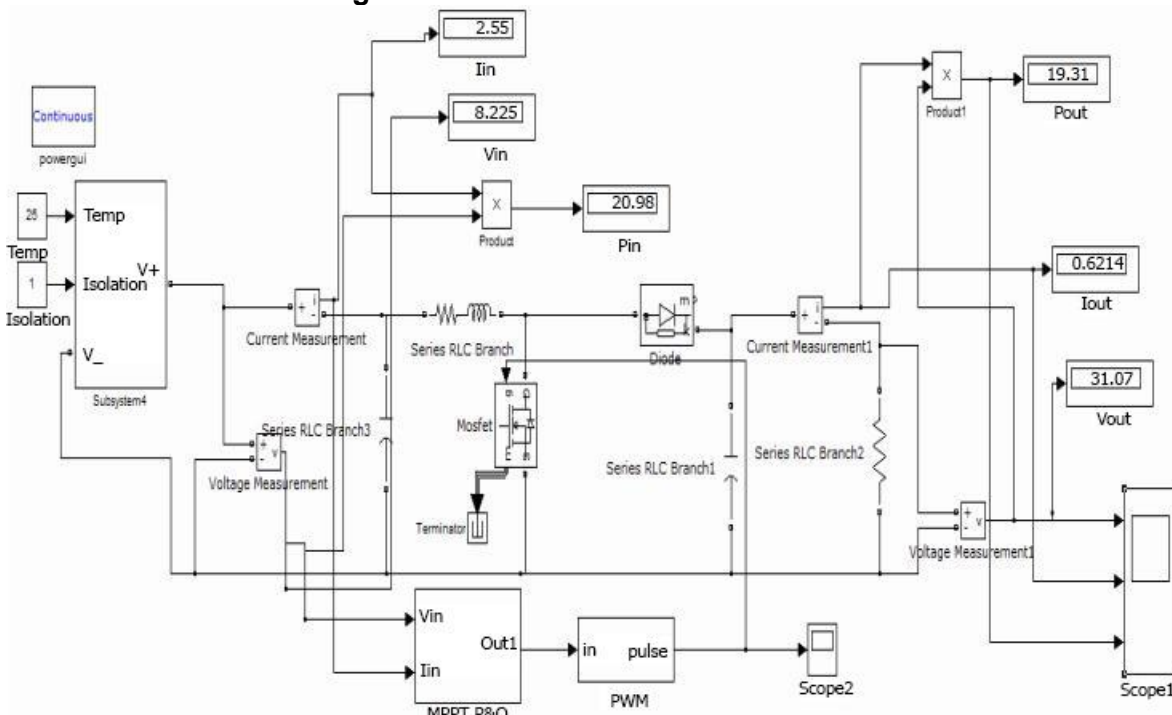 2.55
Iin
8.225
Vin
Continuous
powergui
X
Product1
19.31
Pout
25
Temp
1
Isolation
Temp
Isolation
V+
V_
Subsystem4
X
Product
20.98
Pin
0.6214
Iout
31.07
Vout
+
-
i
Current Measurement
Series RLC Branch
m
k
Diode
+
-
i
Current Measurement1
+
-
v
Voltage Measurement
Series RLC Branch3
g
D
m
S
Mosfet
Terminator
Series RLC Branch1
Series RLC Branch2
+
-
v
Voltage Measurement1
Vin
Iin
Out1
MPPT P&O
in
pulse
PWM
Scope2
Scope1